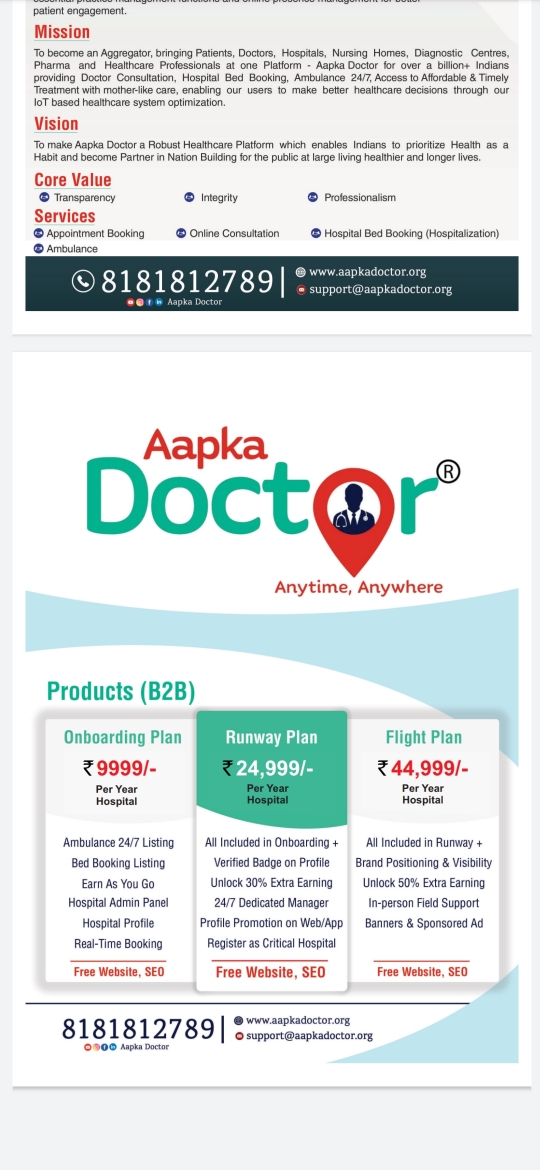 patient engagement.
Mission
To become an Aggregator, bringing Patients, Doctors, Hospitals, Nursing Homes, Diagnostic Centres,
Pharma and Healthcare Professionals at one Platform - Aapka Doctor for over a billion+ Indians
providing Doctor Consultation, Hospital Bed Booking, Ambulance 24/7, Access to Affordable & Timely
Treatment with mother-like care, enabling our users to make better healthcare decisions through our
IoT based healthcare system optimization.
Vision
To make Aapka Doctor a Robust Healthcare Platform which enables Indians to prioritize Health as a
Habit and become Partner in Nation Building for the public at large living healthier and longer lives.
Core Value
Transparency Integrity Professionalism
Services
Appointment Booking Online Consultation Hospital Bed Booking (Hospitalization)
Ambulance
8181812789 www.aapkadoctor.org
support@aapkadoctor.org
Aapka Doctor
Aapka
Doctor®
Anytime, Anywhere
Products (B2B)
Onboarding Plan
₹ 9999/-
Per Year
Hospital
Ambulance 24/7 Listing
Bed Booking Listing
Earn As You Go
Hospital Admin Panel
Hospital Profile
Real-Time Booking
Free Website, SEO
Runway Plan
₹ 24,999/-
Per Year
Hospital
All Included in Onboarding +
Verified Badge on Profile
Unlock 30% Extra Earning
24/7 Dedicated Manager
Profile Promotion on Web/App
Register as Critical Hospital
Free Website, SEO
Flight Plan
₹ 44,999/-
Per Year
Hospital
All Included in Runway +
Brand Positioning & Visibility
Unlock 50% Extra Earning
In-person Field Support
Banners & Sponsored Ad
Free Website, SEO
8181812789 www.aapkadoctor.org
support@aapkadoctor.org
Aapka Doctor